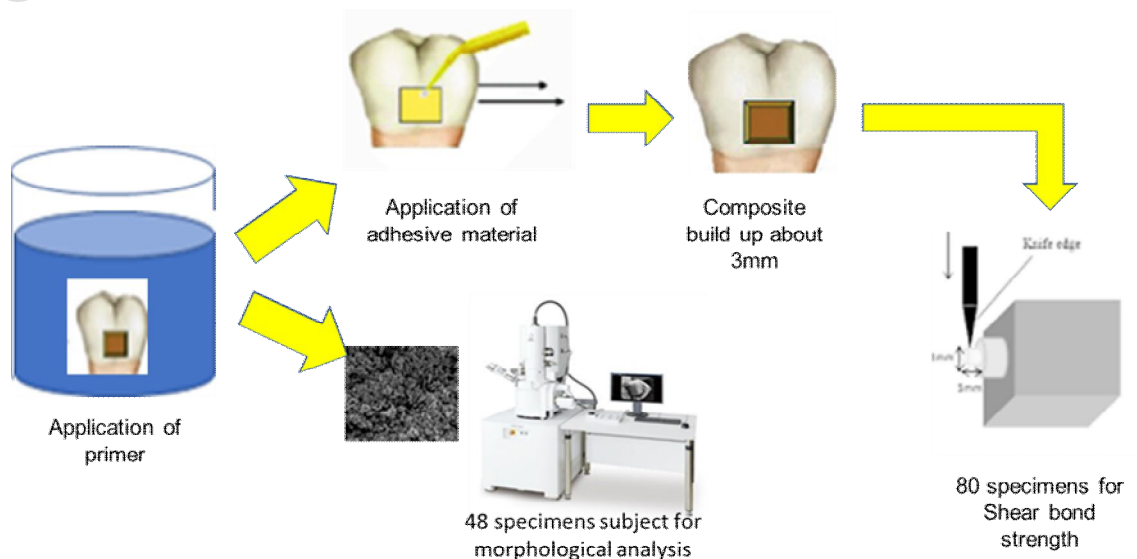 Application of
adhesive material
Composite
build up about
3mm
Knife edge
3mm
Application of
primer
48 specimens subject for
morphological analysis
80 specimens for
Shear bond
strength